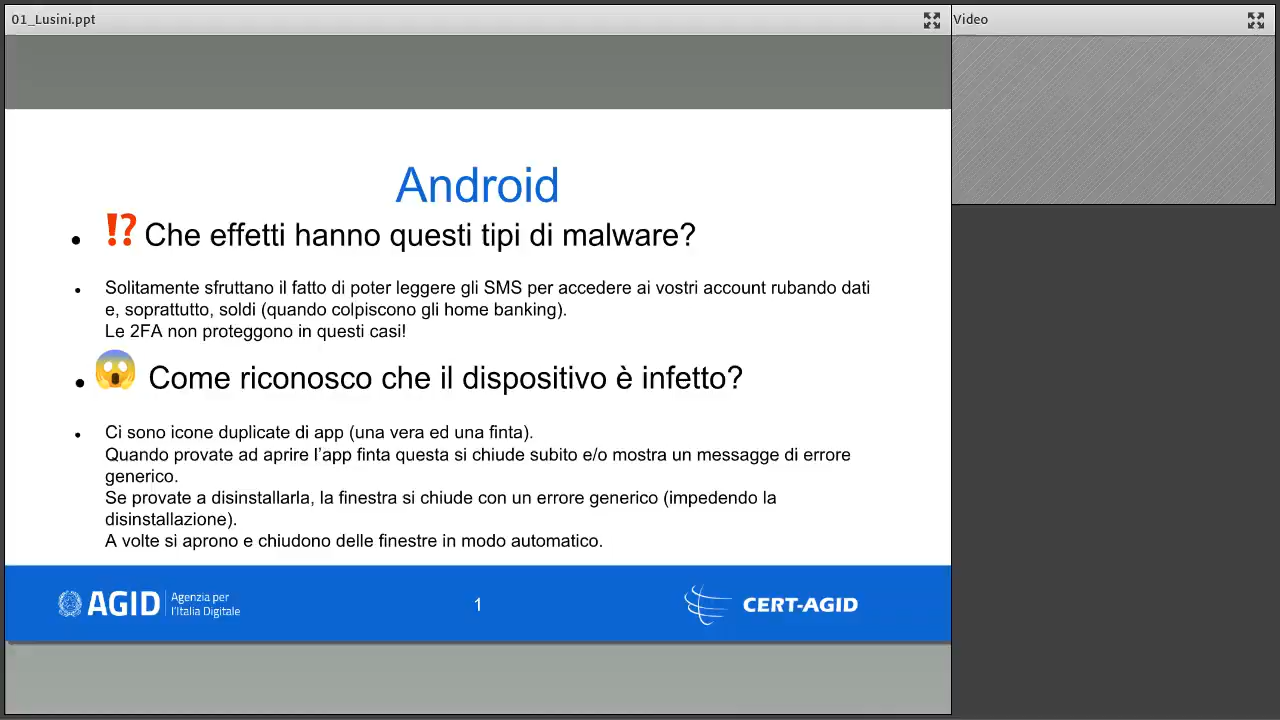 01_Lusini.ppt
Video
Android
• ⁉ Che effetti hanno questi tipi di malware?
• Solitamente sfruttano il fatto di poter leggere gli SMS per accedere ai vostri account rubando dati
e, soprattutto, soldi (quando colpiscono gli home banking).
Le 2FA non proteggono in questi casi!
• 😱 Come riconosco che il dispositivo è infetto?
• Ci sono icone duplicate di app (una vera ed una finta).
Quando provate ad aprire l’app finta questa si chiude subito e/o mostra un messagge di errore
generico.
Se provate a disinstallarla, la finestra si chiude con un errore generico (impedendo la
disinstallazione).
A volte si aprono e chiudono delle finestre in modo automatico.
AGID
Agenzia per
l’Italia Digitale
1
CERT-AGID